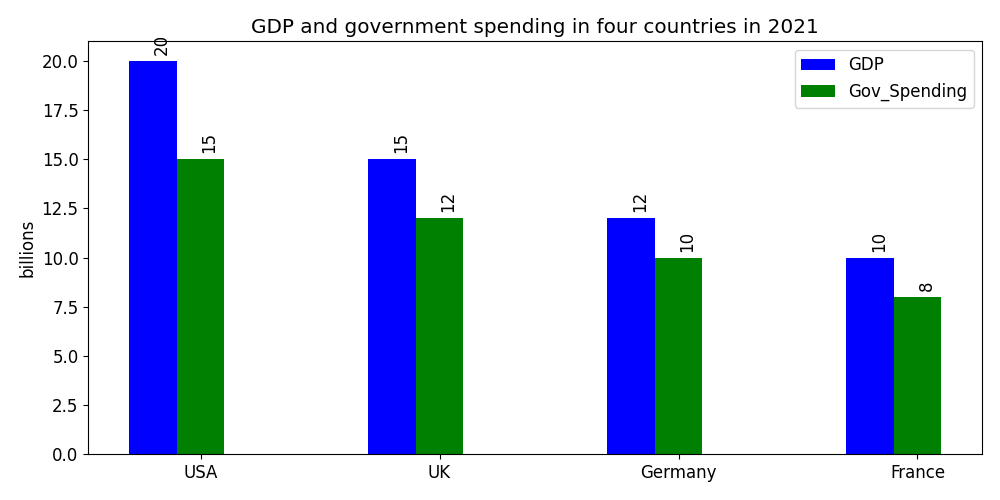 GDP and government spending in four countries in 2021
GDP
Gov_Spending
billions
20.0
17.5
15.0
12.5
10.0
7.5
5.0
2.5
0.0
20
15
15
12
12
10
10
8
USA
UK
Germany
France